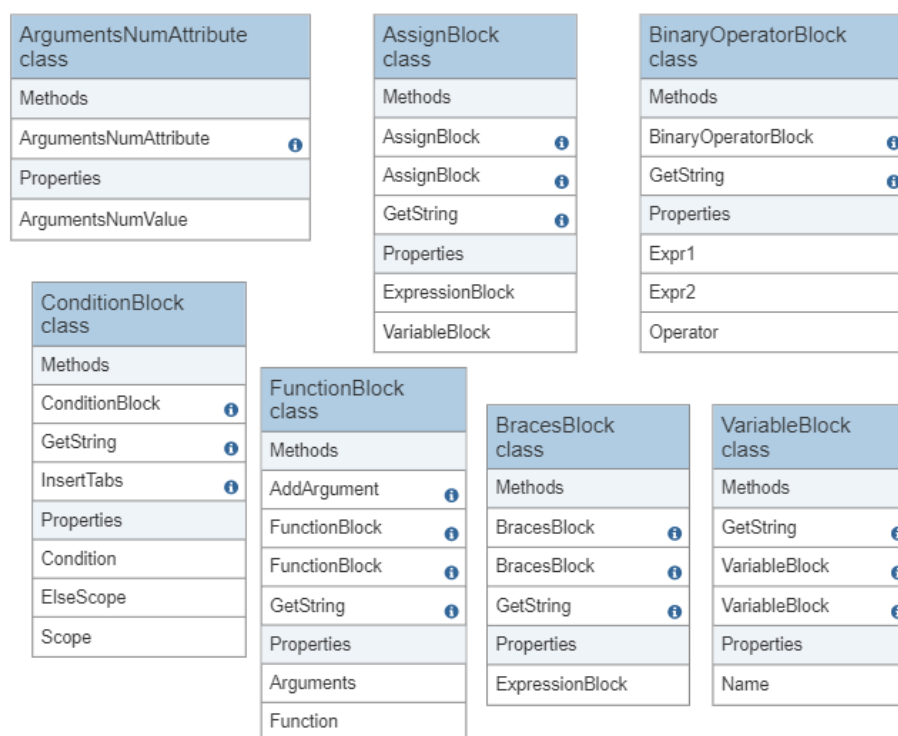 ArgumentsNumAttribute
class
Methods
ArgumentsNumAttribute
Properties
ArgumentsNumValue
AssignBlock
class
Methods
AssignBlock
AssignBlock
GetString
Properties
ExpressionBlock
VariableBlock
BinaryOperatorBlock
class
Methods
BinaryOperatorBlock
GetString
Properties
Expr1
Expr2
Operator
ConditionBlock
class
Methods
ConditionBlock
GetString
InsertTabs
Properties
Condition
ElseScope
Scope
FunctionBlock
class
Methods
AddArgument
FunctionBlock
FunctionBlock
GetString
Properties
Arguments
Function
BracesBlock
class
Methods
BracesBlock
BracesBlock
GetString
Properties
ExpressionBlock
VariableBlock
class
Methods
GetString
VariableBlock
VariableBlock
Properties
Name